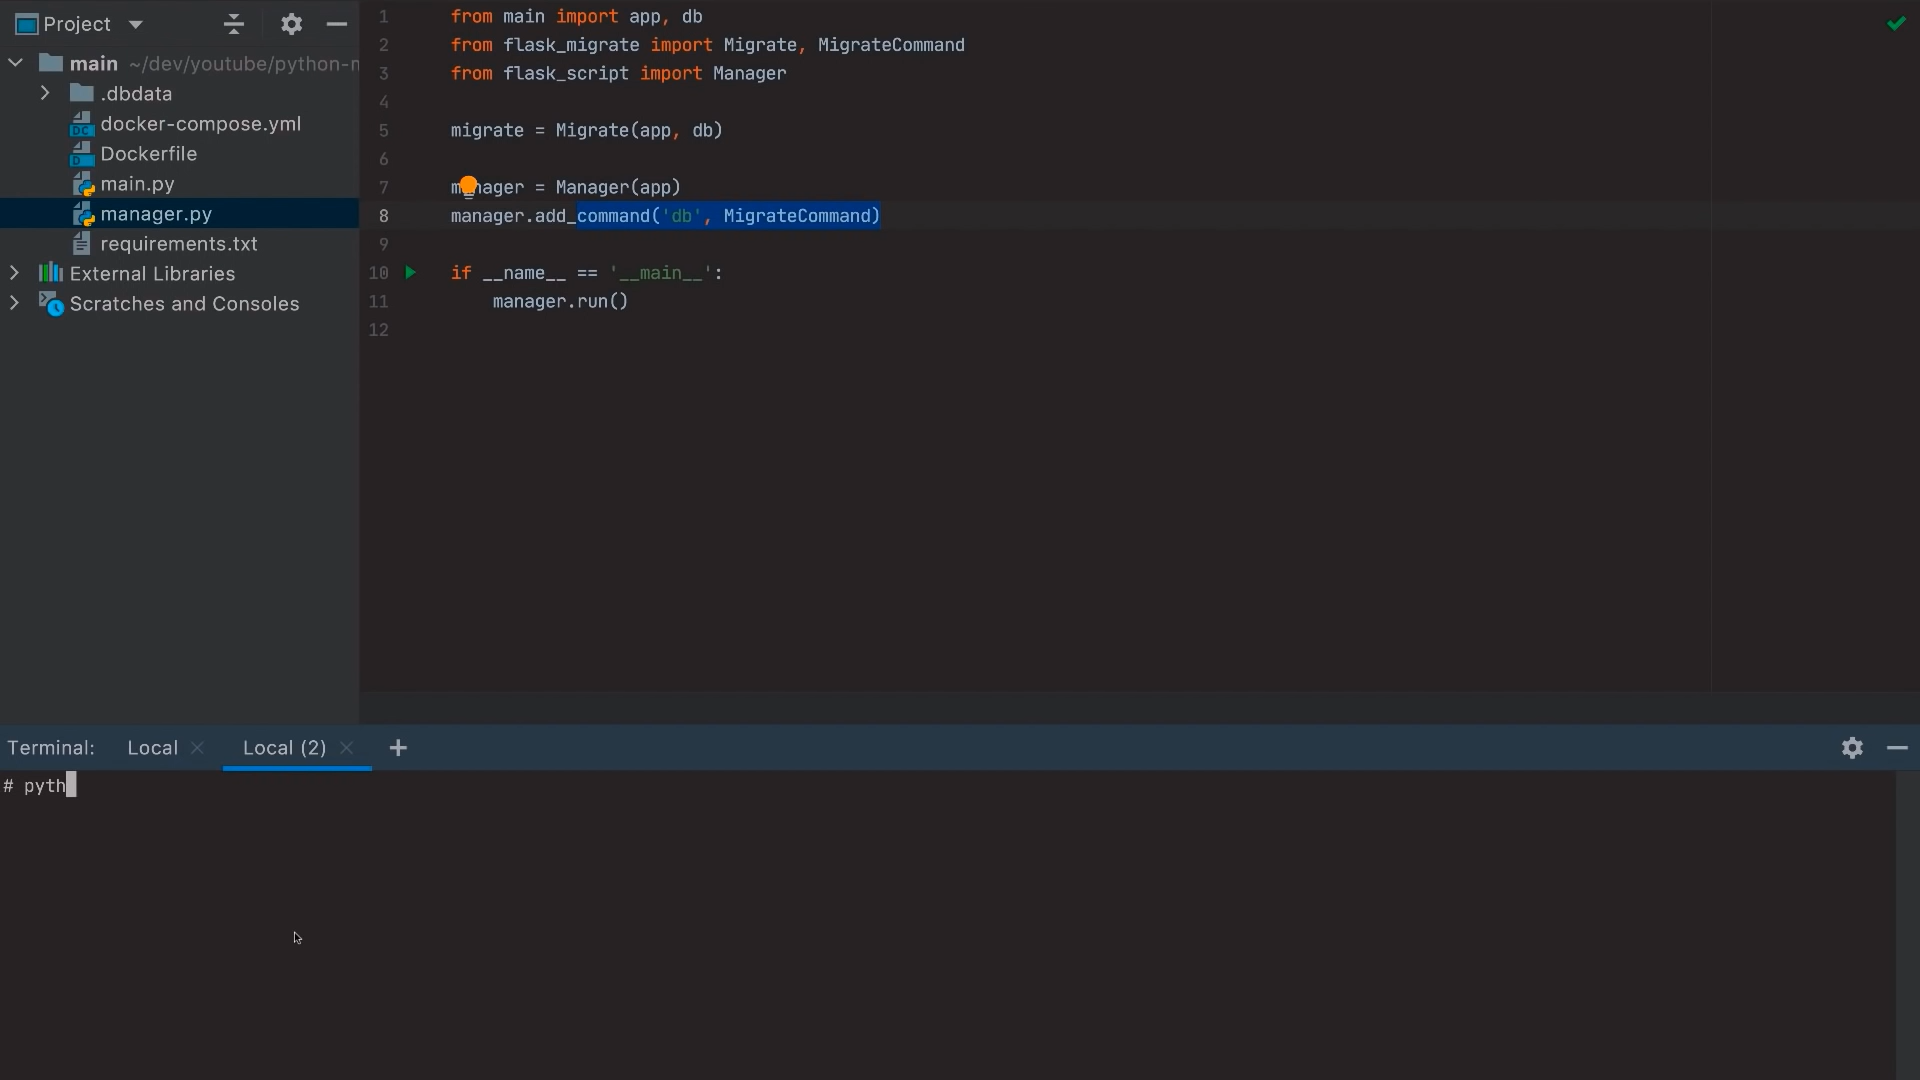 Project
main ~/dev/youtube/python-
.dbdata
docker-compose.yml
Dockerfile
main.py
manager.py
requirements.txt
External Libraries
Scratches and Consoles
1 from main import app, db
2 from flask_migrate import Migrate, MigrateCommand
3 from flask_script import Manager
4
5 migrate = Migrate(app, db)
6
7 manager = Manager(app)
8 manager.add_command('db', MigrateCommand)
9
10 if __name__ == '__main__':
11 manager.run()
12
Terminal: Local Local (2)
# pyth